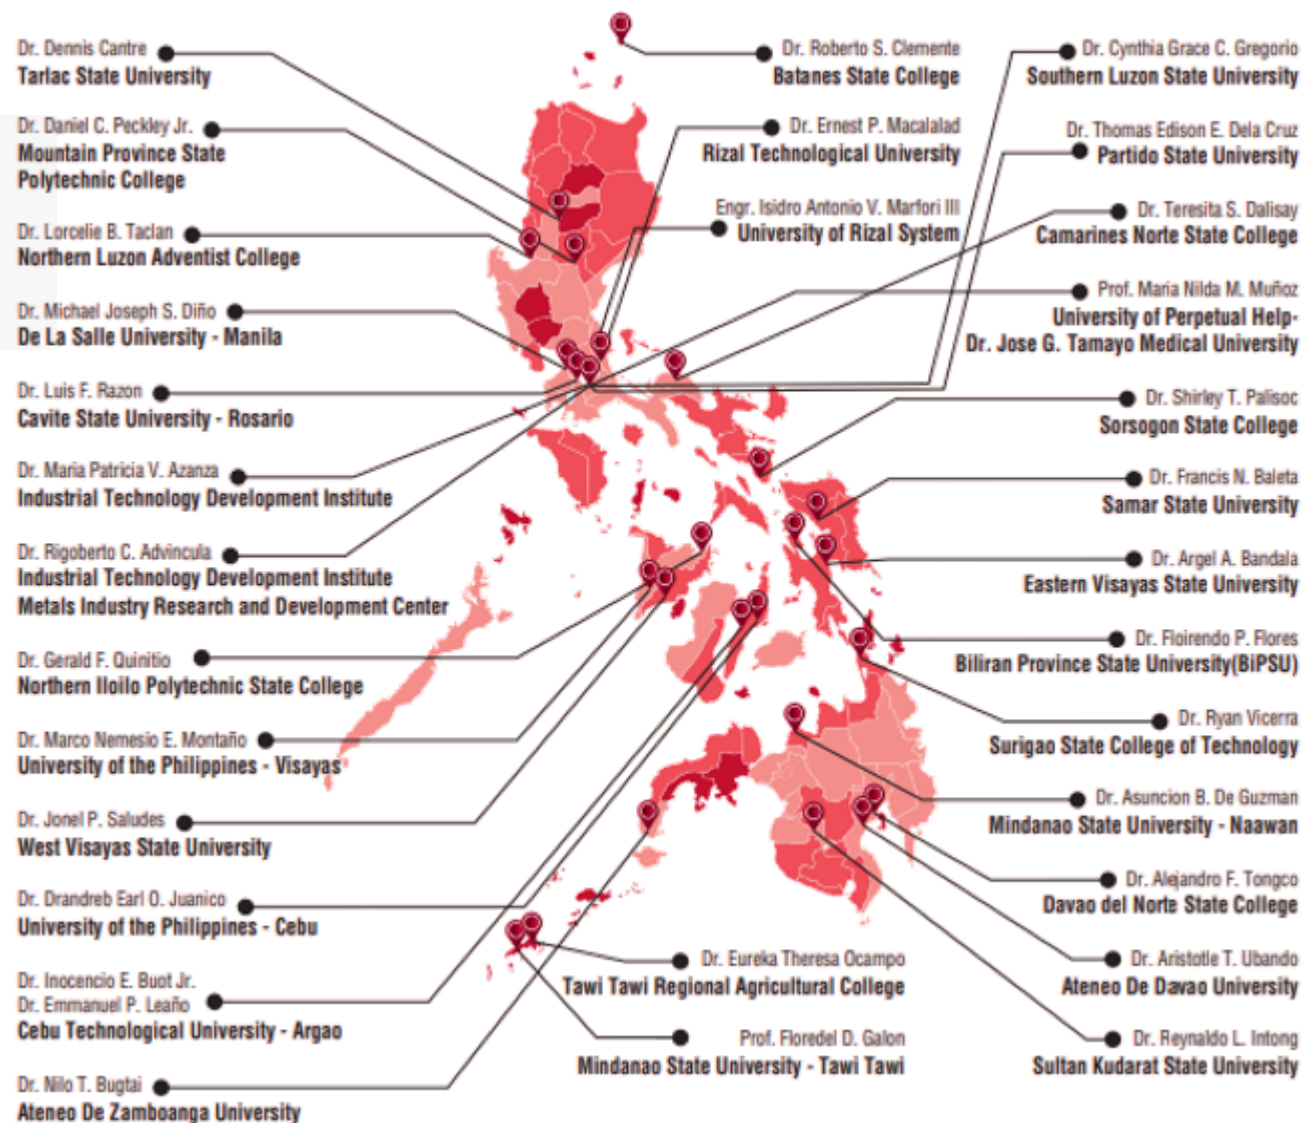 Dr. Dennis Cantre
Tarlac State University
Dr. Daniel C. Peckley Jr.
Mountain Province State
Polytechnic College
Dr. Lorcelie B. Taclan
Northern Luzon Adventist College
Dr. Michael Joseph S. Diño
De La Salle University - Manila
Dr. Luis F. Razon
Cavite State University - Rosario
Dr. Maria Patricia V. Azanza
Industrial Technology Development Institute
Dr. Rigoberto C. Advincula
Industrial Technology Development Institute
Metals Industry Research and Development Center
Dr. Gerald F. Quinitio
Northern Iloilo Polytechnic State College
Dr. Marco Nemesio E. Montaño
University of the Philippines - Visayas
Dr. Jonel P. Saludes
West Visayas State University
Dr. Drandreb Earl O. Juanico
University of the Philippines - Cebu
Dr. Inocencio E. Buot Jr.
Dr. Emmanuel P. Leaño
Cebu Technological University - Argao
Dr. Nilo T. Bugtai
Ateneo De Zamboanga University
Dr. Roberto S. Clemente
Batanes State College
Dr. Ernest P. Macalalad
Rizal Technological University
Engr. Isidro Antonio V. Marfori III
University of Rizal System
Dr. Eureka Theresa Ocampo
Tawi Tawi Regional Agricultural College
Prof. Floredel D. Galon
Mindanao State University - Tawi Tawi
Dr. Cynthia Grace C. Gregorio
Southern Luzon State University
Dr. Thomas Edison E. Dela Cruz
Partido State University
Dr. Teresita S. Dalisay
Camarines Norte State College
Prof. Maria Nilda M. Muñoz
University of Perpetual Help-
Dr. Jose G. Tamayo Medical University
Dr. Shirley T. Palisoc
Sorsogon State College
Dr. Francis N. Baleta
Samar State University
Dr. Argel A. Bandala
Eastern Visayas State University
Dr. Floirendo P. Flores
Biliran Province State University(BiPSU)
Dr. Ryan Vicerra
Surigao State College of Technology
Dr. Asuncion B. De Guzman
Mindanao State University - Naawan
Dr. Alejandro F. Tongco
Davao del Norte State College
Dr. Aristotle T. Ubando
Ateneo De Davao University
Dr. Reynaldo L. Intong
Sultan Kudarat State University